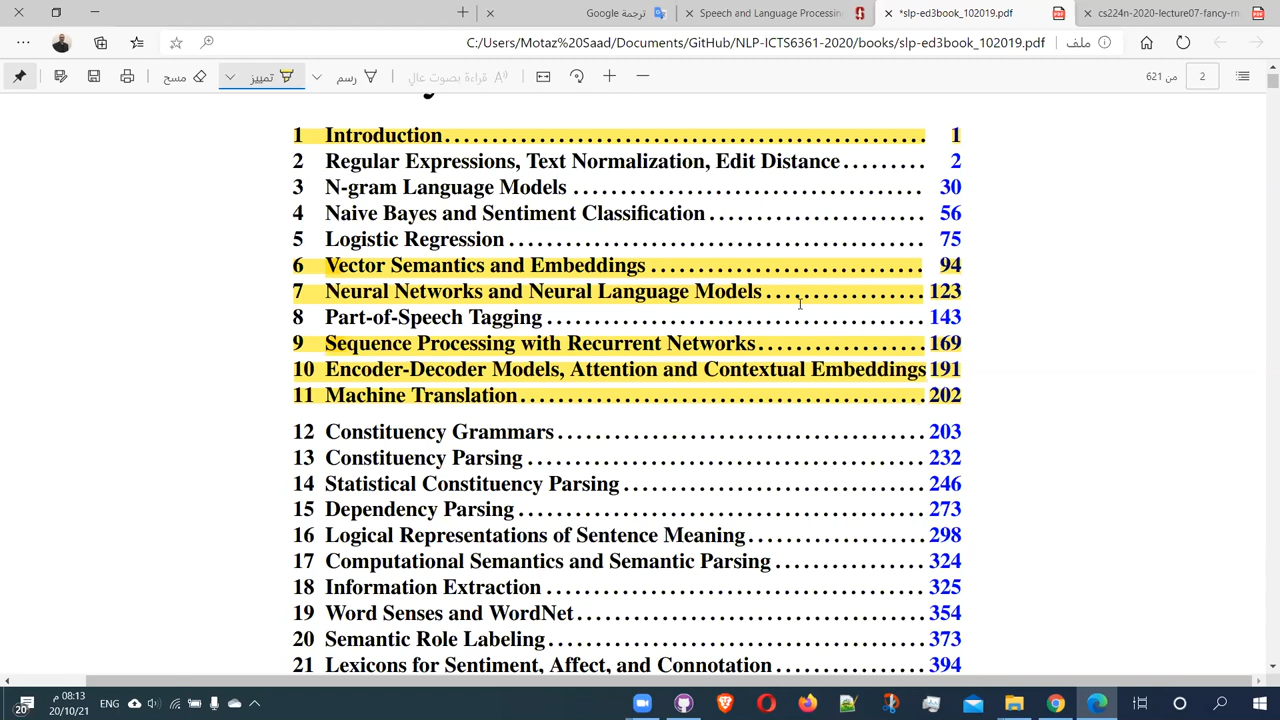 ترجمة Google
Speech and Language Processin
*slp-ed3book_102019.pdf
cs224n-2020-lecture07-fancy-rn
C:/Users/Motaz%20Saad/Documents/GitHub/NLP-ICTS6361-2020/books/slp-ed3book_102019.pdf
ملف
مسح
تمييز
رسم
قراءة بصوت عالٍ
من 621
2
1 Introduction 1
2 Regular Expressions, Text Normalization, Edit Distance 2
3 N-gram Language Models 30
4 Naive Bayes and Sentiment Classification 56
5 Logistic Regression 75
6 Vector Semantics and Embeddings 94
7 Neural Networks and Neural Language Models 123
8 Part-of-Speech Tagging 143
9 Sequence Processing with Recurrent Networks 169
10 Encoder-Decoder Models, Attention and Contextual Embeddings 191
11 Machine Translation 202
12 Constituency Grammars 203
13 Constituency Parsing 232
14 Statistical Constituency Parsing 246
15 Dependency Parsing 273
16 Logical Representations of Sentence Meaning 298
17 Computational Semantics and Semantic Parsing 324
18 Information Extraction 325
19 Word Senses and WordNet 354
20 Semantic Role Labeling 373
21 Lexicons for Sentiment, Affect, and Connotation 394
20
08:13 م
20/10/21
ENG